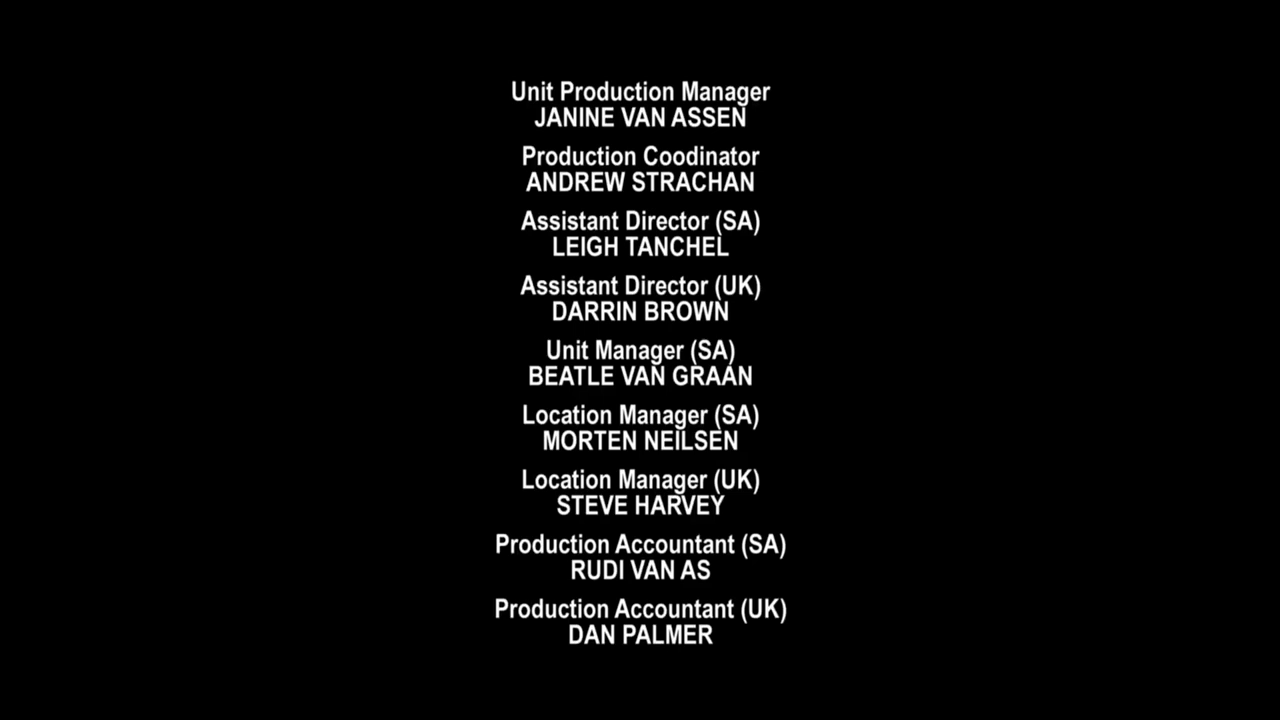 Unit Production Manager
JANINE VAN ASSEN
Production Coodinator
ANDREW STRACHAN
Assistant Director (SA)
LEIGH TANCHEL
Assistant Director (UK)
DARRIN BROWN
Unit Manager (SA)
BEATLE VAN GRAAN
Location Manager (SA)
MORTEN NEILSEN
Location Manager (UK)
STEVE HARVEY
Production Accountant (SA)
RUDI VAN AS
Production Accountant (UK)
DAN PALMER